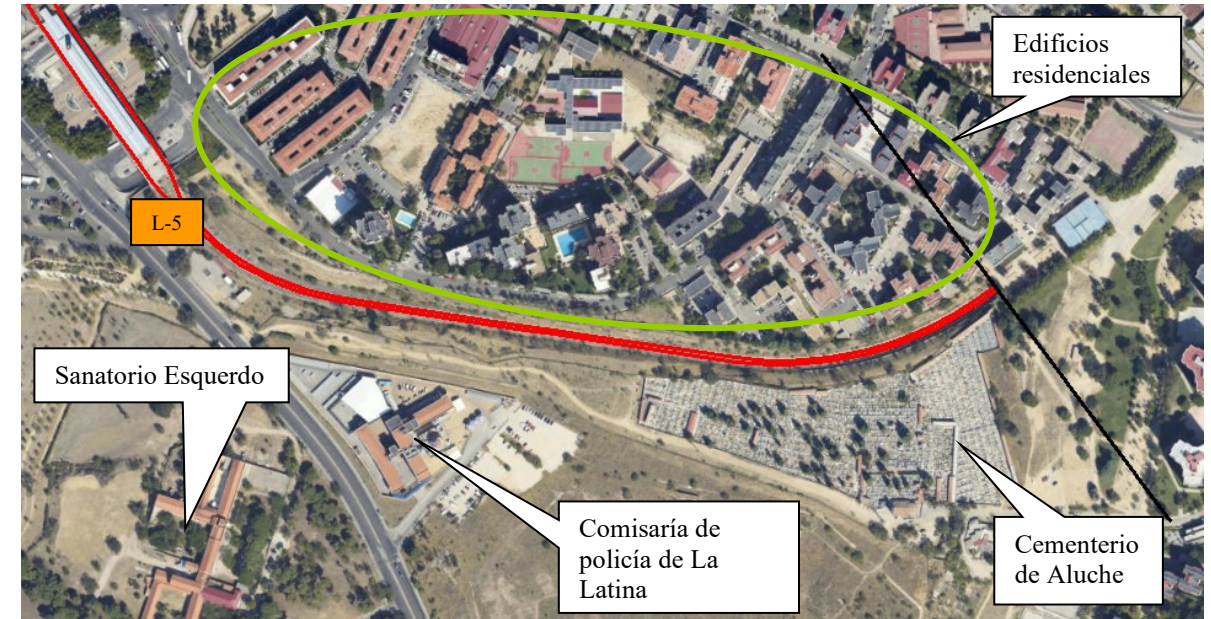 Edificios
residenciales
L-5
Sanatorio Esquerdo
Comisaría de
policía de La
Latina
Cementerio
de Aluche